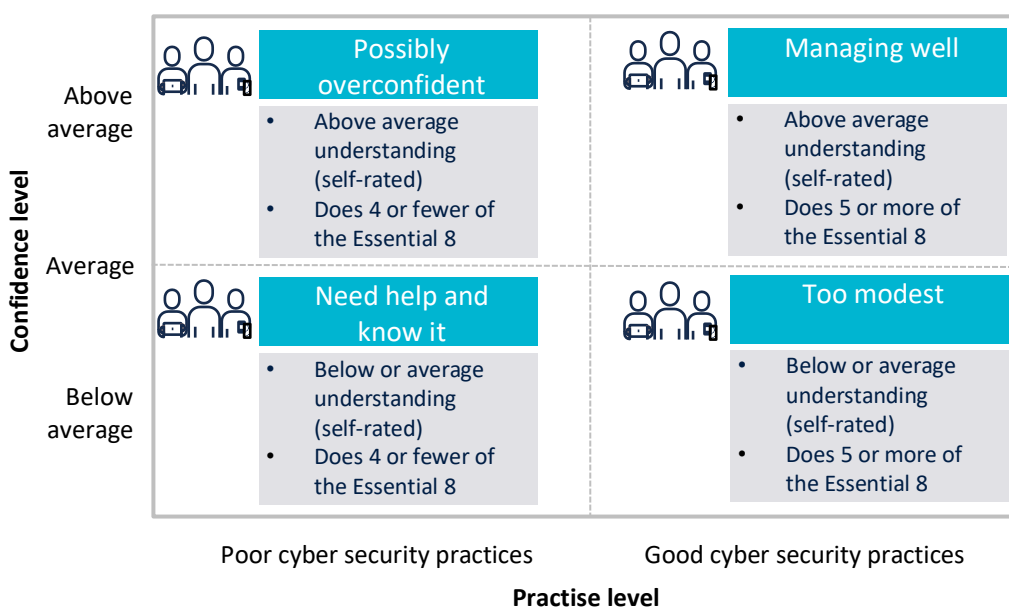 Confidence level
Above
average
Average
Below
average
Possibly
overconfident
• Above average
understanding
(self-rated)
• Does 4 or fewer of
the Essential 8
Managing well
• Above average
understanding
(self-rated)
• Does 5 or more of
the Essential 8
Need help and
know it
• Below or average
understanding
(self-rated)
• Does 4 or fewer of
the Essential 8
Too modest
• Below or average
understanding
(self-rated)
• Does 5 or more of
the Essential 8
Poor cyber security practices
Good cyber security practices
Practise level